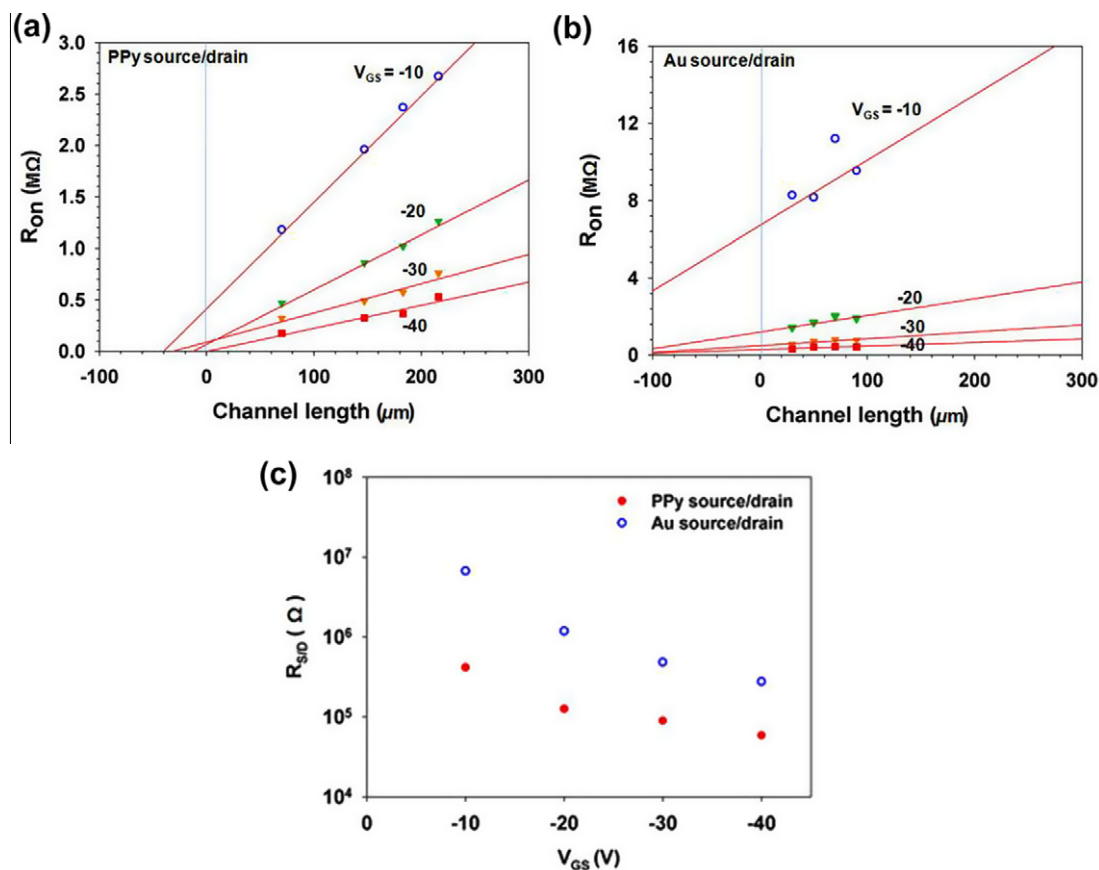 (a)
3.0
2.5
2.0
1.5
1.0
0.5
0.0
R_On (MΩ)
PPy source/drain
V_GS = -10
-20
-30
-40
-100 0 100 200 300
Channel length (μm)
(b)
16
12
8
4
0
R_On (MΩ)
Au source/drain
V_GS = -10
-20
-30
-40
-100 0 100 200 300
Channel length (μm)
(c)
10^8
10^7
10^6
10^5
10^4
R_S/D ( Ω )
PPy source/drain
Au source/drain
0 -10 -20 -30 -40
V_GS (V)